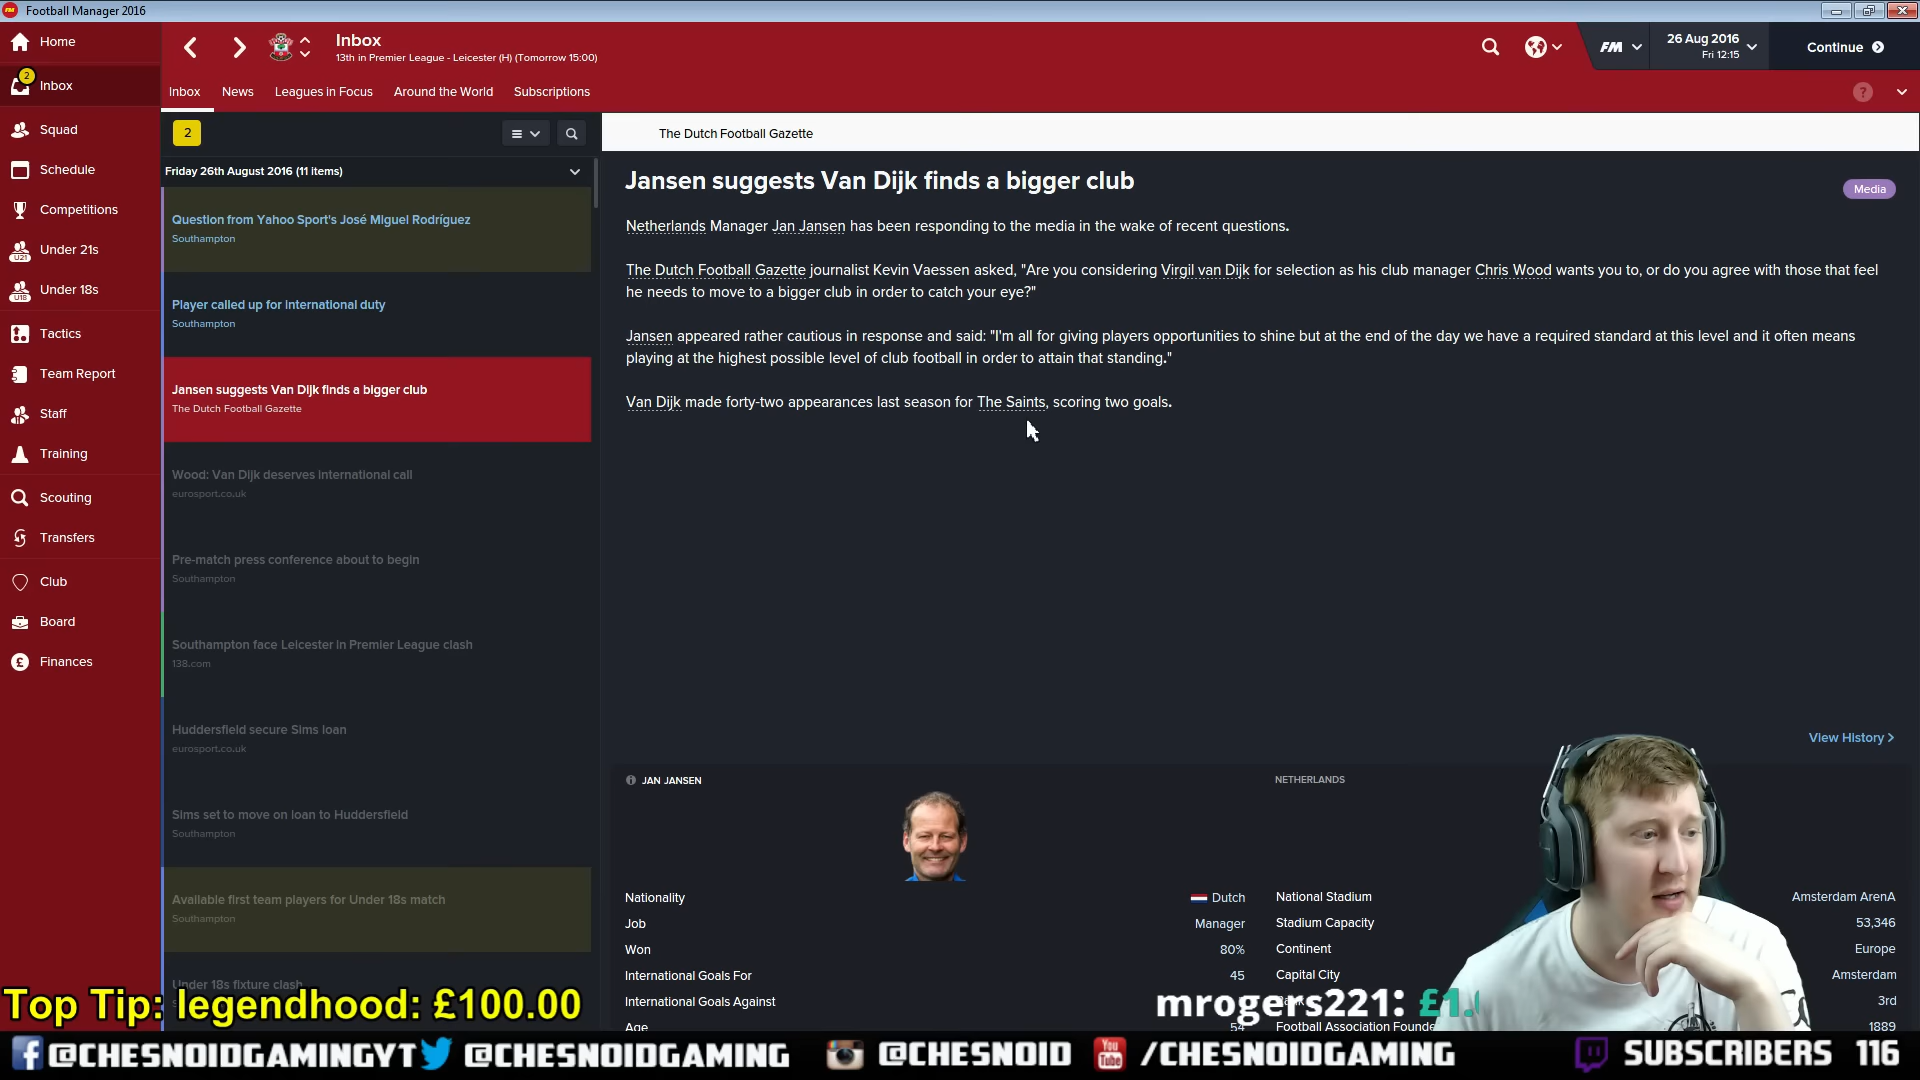 Football Manager 2016
Home
2
Inbox
Squad
Schedule
Competitions
Under 21s
Under 18s
Tactics
Team Report
Staff
Training
Scouting
Transfers
Club
Board
Finances
Inbox
13th in Premier League - Leicester (H) (Tomorrow 15:00)
FM
26 Aug 2016
Fri 12:15
Continue
Inbox News Leagues in Focus Around the World Subscriptions
2
Friday 26th August 2016 (11 items)
Question from Yahoo Sport's José Miguel Rodríguez
Southampton
Player called up for international duty
Southampton
Jansen suggests Van Dijk finds a bigger club
The Dutch Football Gazette
Wood: Van Dijk deserves international call
eurosport.co.uk
Pre-match press conference about to begin
Southampton
Southampton face Leicester in Premier League clash
138.com
Huddersfield secure Sims loan
eurosport.co.uk
Sims set to move on loan to Huddersfield
Southampton
Available first team players for Under 18s match
Southampton
Under 18s fixture clash
The Dutch Football Gazette
Jansen suggests Van Dijk finds a bigger club
Media
Netherlands Manager Jan Jansen has been responding to the media in the wake of recent questions.
The Dutch Football Gazette journalist Kevin Vaessen asked, "Are you considering Virgil van Dijk for selection as his club manager Chris Wood wants you to, or do you agree with those that feel
he needs to move to a bigger club in order to catch your eye?"
Jansen appeared rather cautious in response and said: "I'm all for giving players opportunities to shine but at the end of the day we have a required standard at this level and it often means
playing at the highest possible level of club football in order to attain that standing."
Van Dijk made forty-two appearances last season for The Saints, scoring two goals.
View History
JAN JANSEN
Nationality Dutch
Job Manager
Won 80%
International Goals For 45
International Goals Against
Age 54
NETHERLANDS
National Stadium Amsterdam ArenA
Stadium Capacity 53,346
Continent Europe
Capital City Amsterdam
3rd
Football Association Founde 1889
Top Tip: legendhood: £100.00
mrogers221: £1.
@CHESNOIDGAMINGYT @CHESNOIDGAMING @CHESNOID You Tube /CHESNOIDGAMING SUBSCRIBERS 116